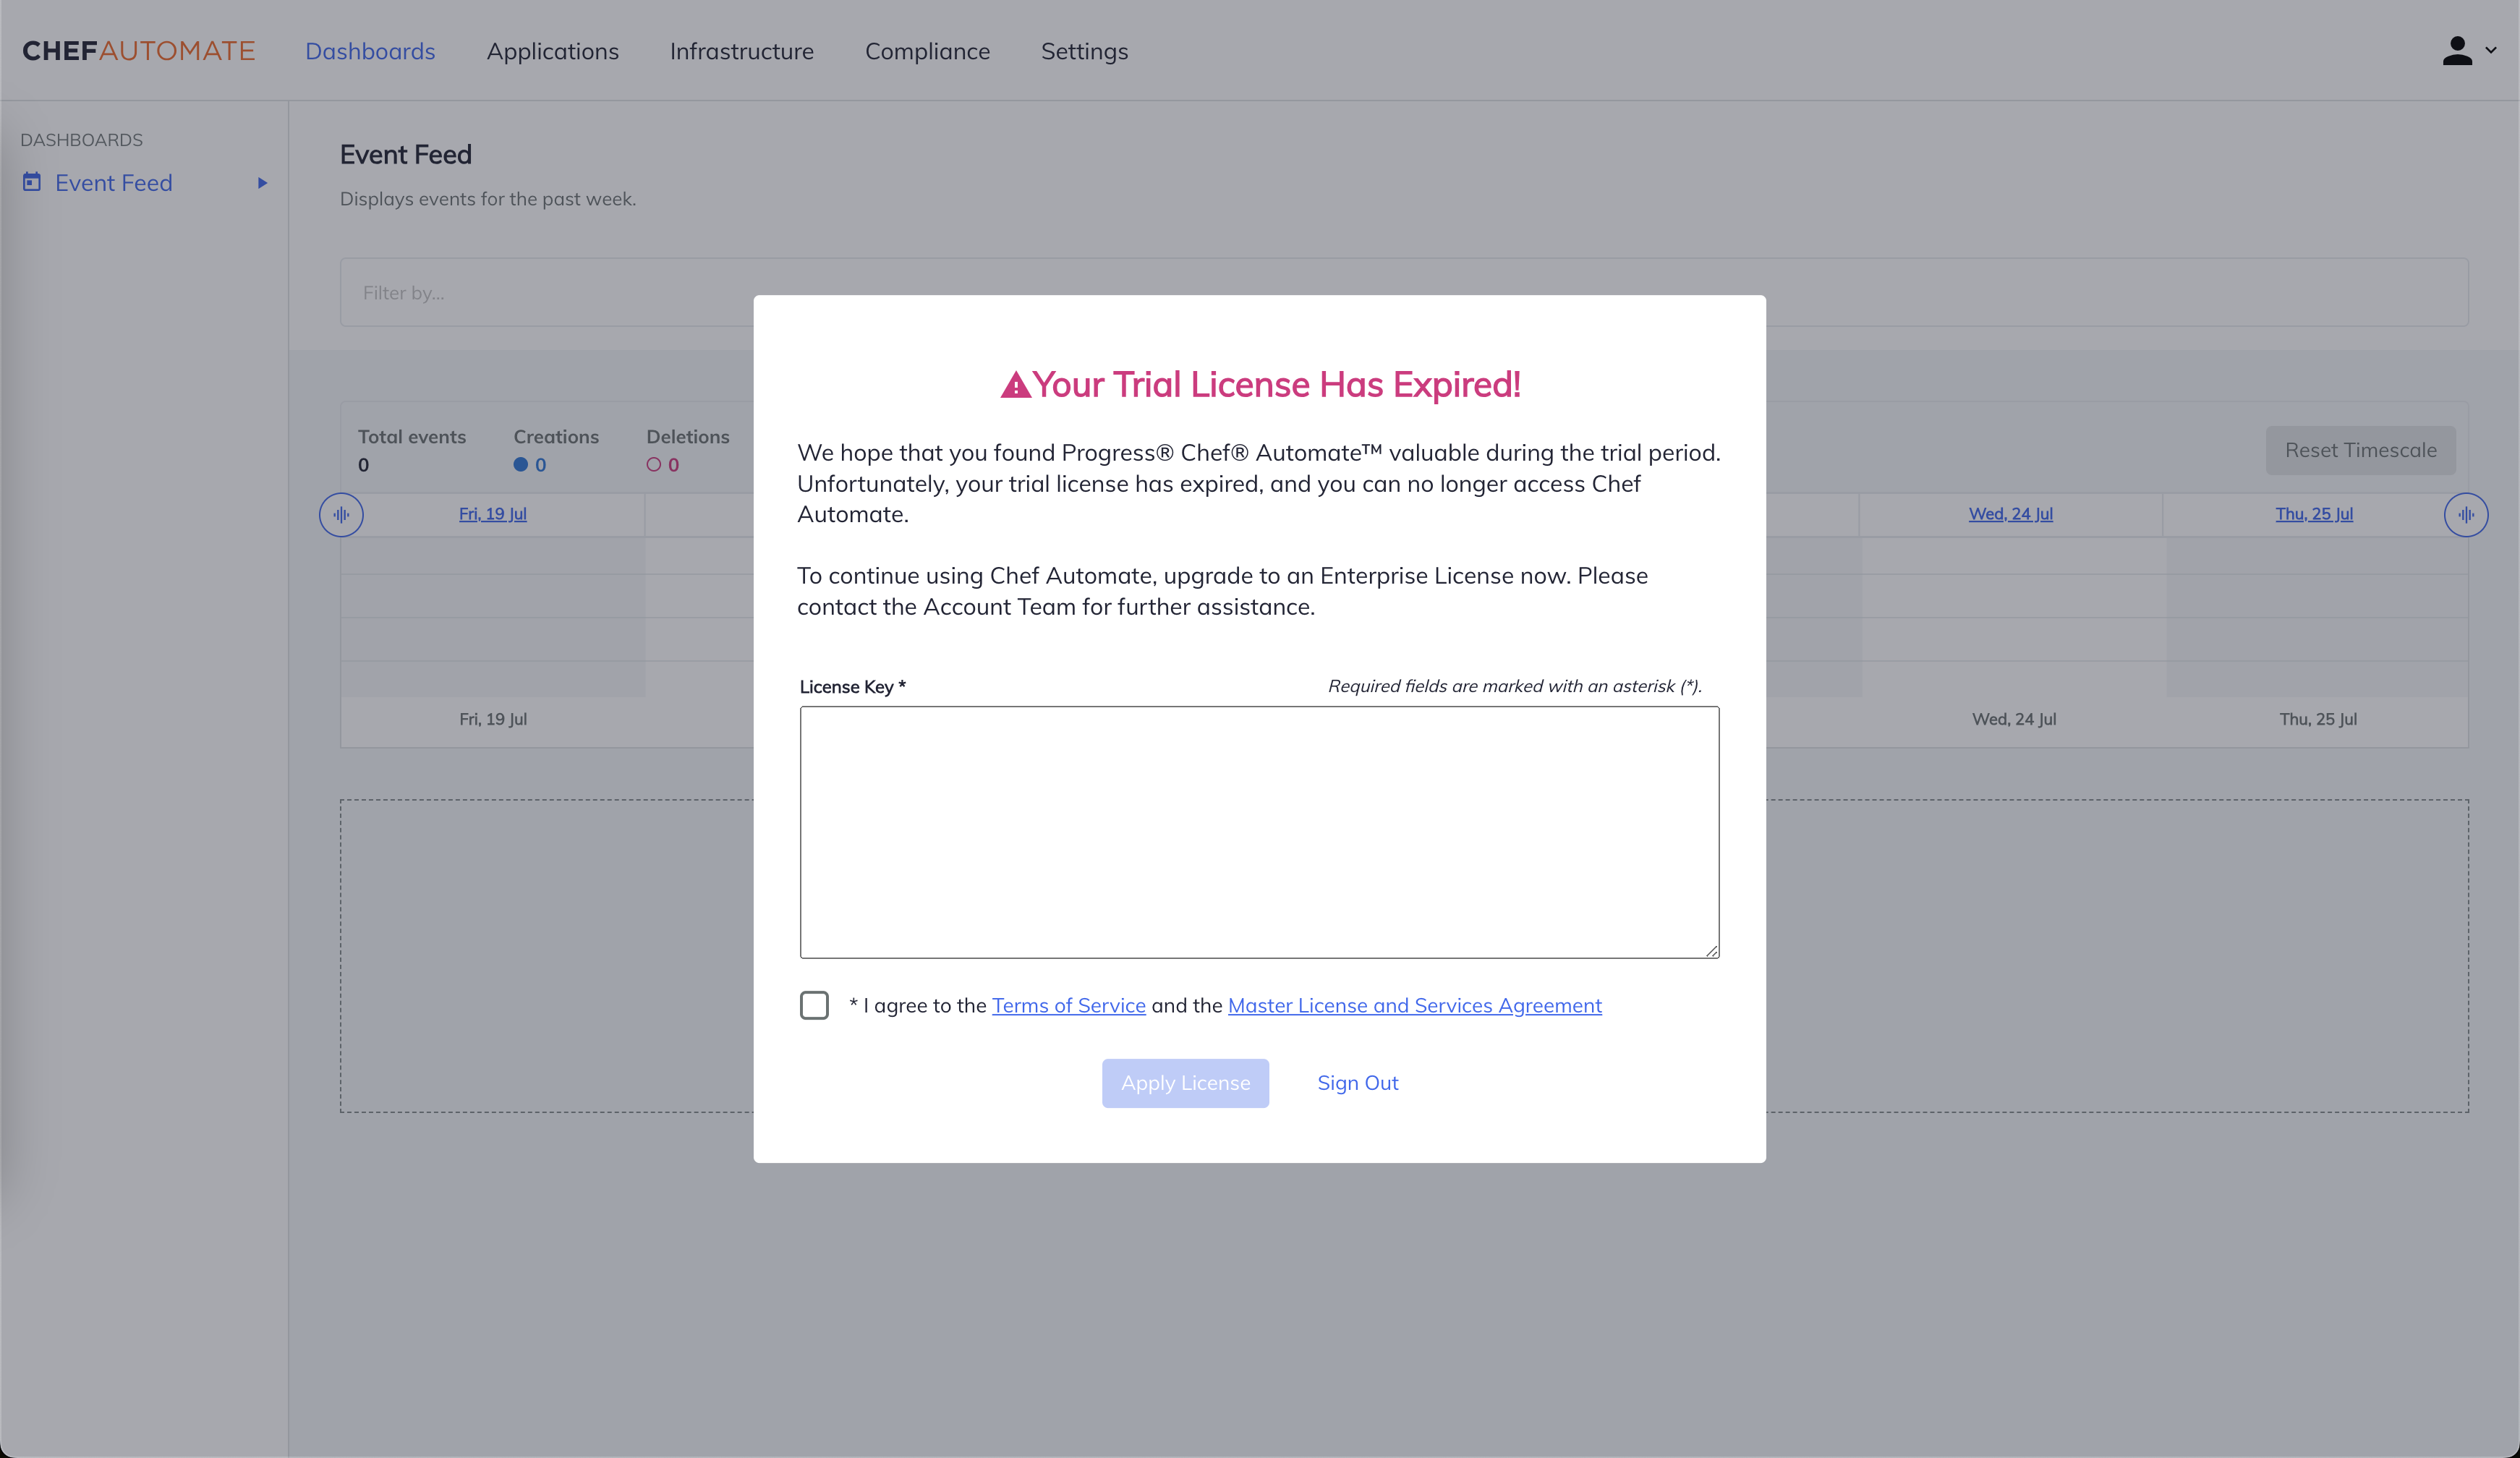 CHEFAUTOMATE
Dashboards Applications Infrastructure Compliance Settings
DASHBOARDS
Event Feed
Event Feed
Displays events for the past week.
Filter by...
Total events Creations Deletions
0 0 0
Reset Timescale
Fri, 19 Jul Wed, 24 Jul Thu, 25 Jul
Fri, 19 Jul Wed, 24 Jul Thu, 25 Jul
Your Trial License Has Expired!
We hope that you found Progress® Chef® Automate™ valuable during the trial period.
Unfortunately, your trial license has expired, and you can no longer access Chef
Automate.
To continue using Chef Automate, upgrade to an Enterprise License now. Please
contact the Account Team for further assistance.
License Key * Required fields are marked with an asterisk (*).
* I agree to the Terms of Service and the Master License and Services Agreement
Apply License Sign Out